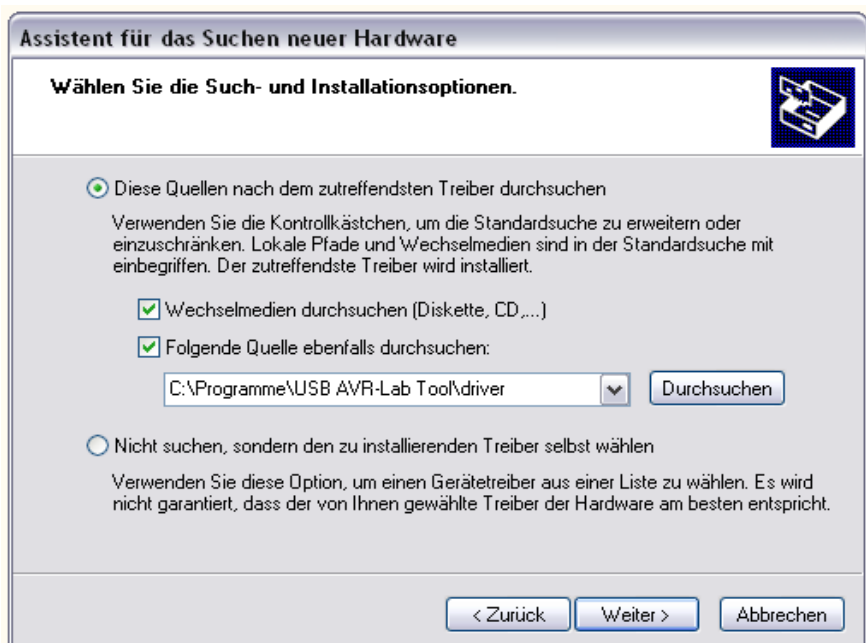 Assistent für das Suchen neuer Hardware
Wählen Sie die Such- und Installationsoptionen.
Diese Quellen nach dem zutreffendsten Treiber durchsuchen
Verwenden Sie die Kontrollkästchen, um die Standardsuche zu erweitern oder
einzuschränken. Lokale Pfade und Wechselmedien sind in der Standardsuche mit
einbegriffen. Der zutreffendste Treiber wird installiert.
Wechselmedien durchsuchen (Diskette, CD,...)
Folgende Quelle ebenfalls durchsuchen:
C:\Programme\USB AVR-Lab Tool\driver
Durchsuchen
Nicht suchen, sondern den zu installierenden Treiber selbst wählen
Verwenden Sie diese Option, um einen Gerätetreiber aus einer Liste zu wählen. Es wird
nicht garantiert, dass der von Ihnen gewählte Treiber der Hardware am besten entspricht.
< Zurück
Weiter >
Abbrechen